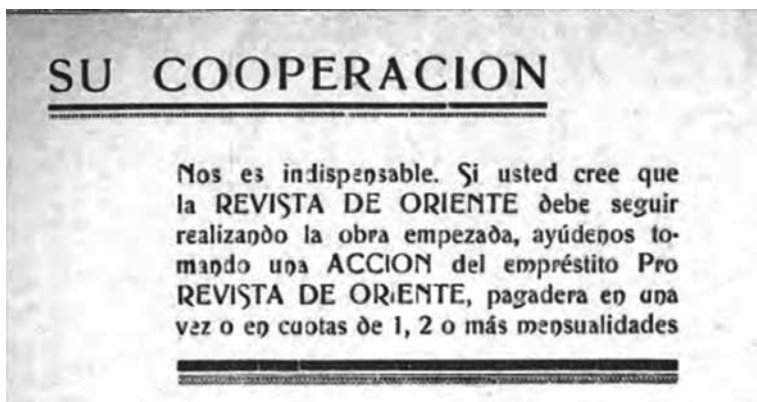 SU COOPERACION
Nos es indispensable. Si usted cree que
la REVISTA DE ORIENTE debe seguir
realizando la obra empezada, ayúdenos to-
mando una ACCION del empréstito Pro
REVISTA DE ORIENTE, pagadera en una
vez o en cuotas de 1, 2 o más mensualidades